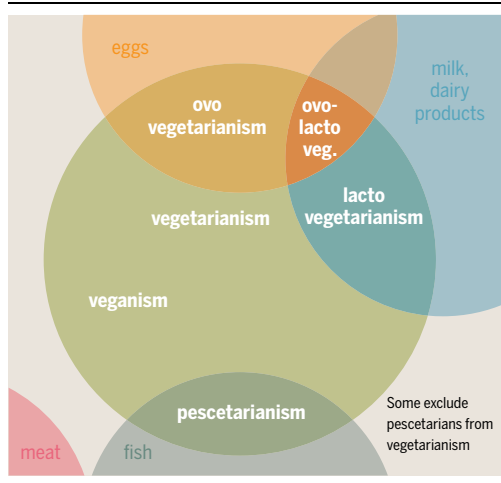 eggs
milk,
dairy
products
ovo
vegetarianism
ovo-
lacto
veg.
lacto
vegetarianism
vegetarianism
veganism
pescetarianism
Some exclude
pescetarians from
vegetarianism
meat
fish